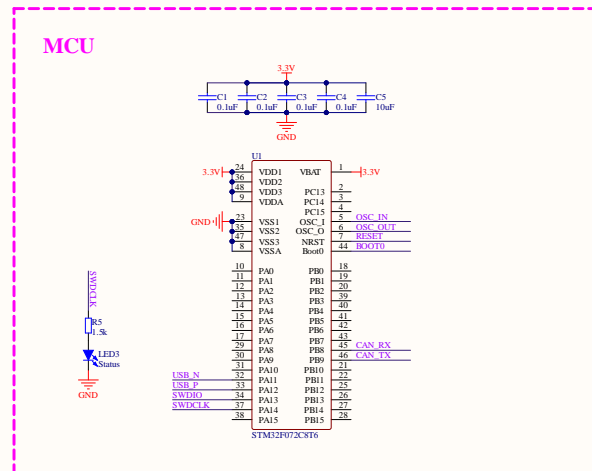 MCU
3.3V
C1 C2 C3 C4 C5
0.1uF 0.1uF 0.1uF 0.1uF 10uF
GND
U1
3.3V 24 VDD1 VBAT 1 3.3V
36 VDD2
48 VDD3 PC13 2
9 VDDA PC14 3
PC15 4
GND 23 VSS1 OSC_I 5 OSC_IN
35 VSS2 OSC_O 6 OSC_OUT
47 VSS3 NRST 7 RESET
8 VSSA Boot0 44 BOOT0
10 PA0 PB0 18
11 PA1 PB1 19
12 PA2 PB2 20
13 PA3 PB3 39
14 PA4 PB4 40
15 PA5 PB5 41
16 PA6 PB6 42
17 PA7 PB7 43
29 PA8 PB8 45 CAN_RX
30 PA9 PB9 46 CAN_TX
31 PA10 PB10 21
USB_N 32 PA11 PB11 22
USB_P 33 PA12 PB12 25
SWDIO 34 PA13 PB13 26
SWDCLK 37 PA14 PB14 27
38 PA15 PB15 28
STM32F072C8T6
SWDCLK
R5
1.5k
LED3
Status
GND